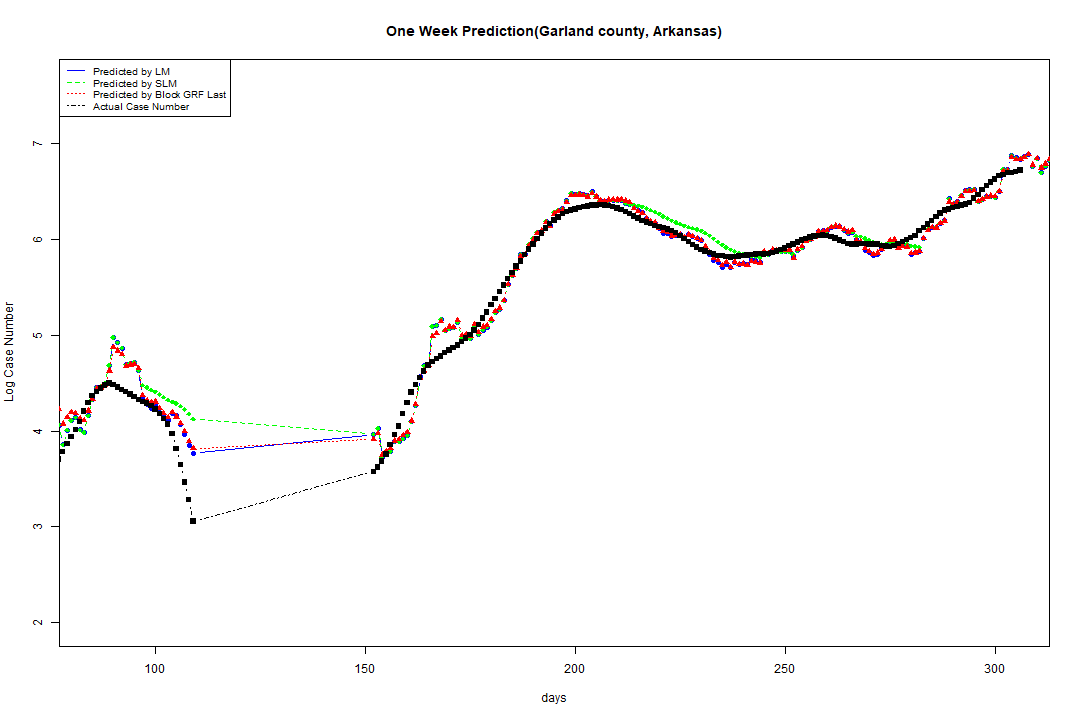 One Week Prediction(Garland county, Arkansas)
Predicted by LM
Predicted by SLM
Predicted by Block GRF Last
Actual Case Number
Log Case Number
7
6
5
4
3
2
100 150 200 250 300
days